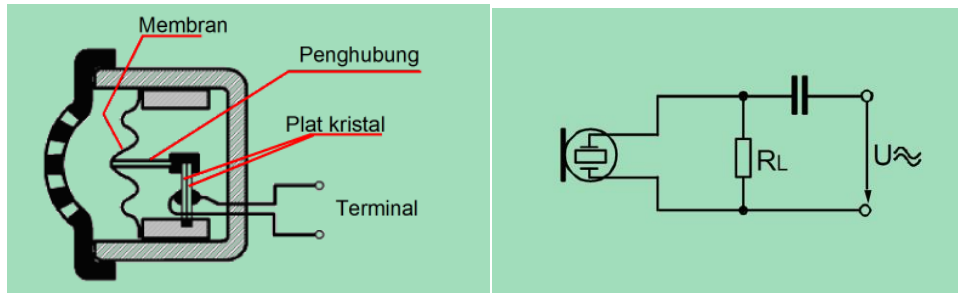 Membran
Penghubung
Plat kristal
Terminal
RL
U≈